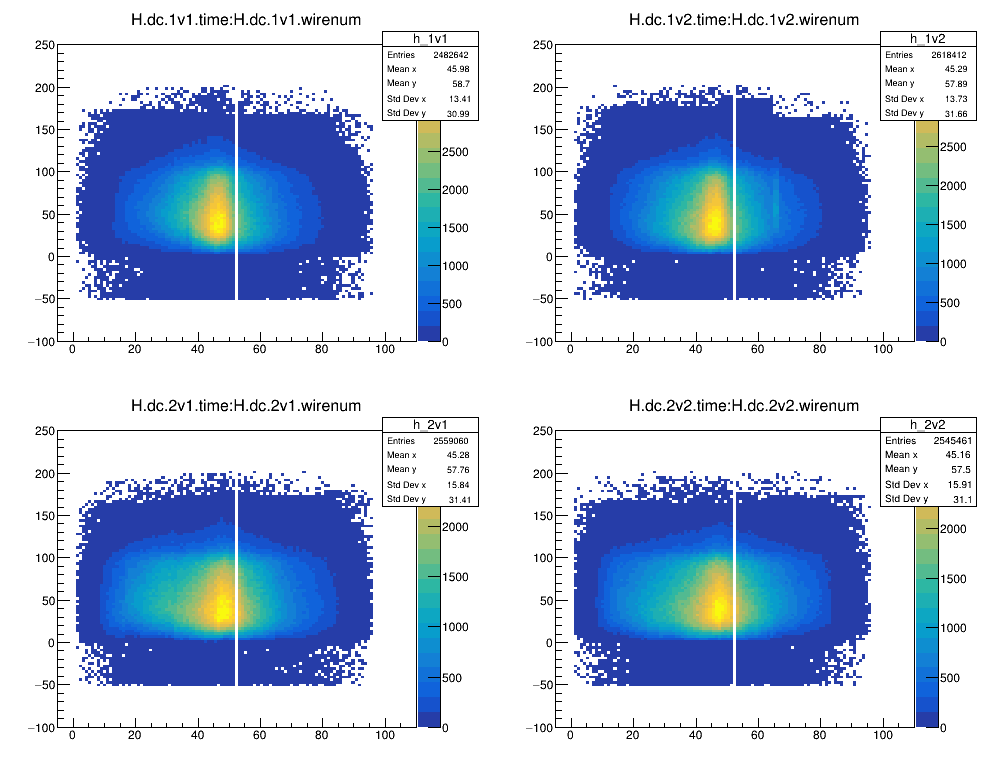 H.dc.1v1.time:H.dc.1v1.wirenum
h_1v1
Entries 2482642
Mean x 45.98
Mean y 58.7
Std Dev x 13.41
Std Dev y 30.99
250
200
150
100
50
0
−50
−100
0 20 40 60 80 100
2500
2000
1500
1000
500
0
H.dc.1v2.time:H.dc.1v2.wirenum
h_1v2
Entries 2618412
Mean x 45.29
Mean y 57.89
Std Dev x 13.73
Std Dev y 31.66
250
200
150
100
50
0
−50
−100
0 20 40 60 80 100
2500
2000
1500
1000
500
0
H.dc.2v1.time:H.dc.2v1.wirenum
h_2v1
Entries 2559060
Mean x 45.28
Mean y 57.76
Std Dev x 15.84
Std Dev y 31.41
250
200
150
100
50
0
−50
−100
0 20 40 60 80 100
2000
1500
1000
500
0
H.dc.2v2.time:H.dc.2v2.wirenum
h_2v2
Entries 2545461
Mean x 45.16
Mean y 57.5
Std Dev x 15.91
Std Dev y 31.1
250
200
150
100
50
0
−50
−100
0 20 40 60 80 100
2000
1500
1000
500
0